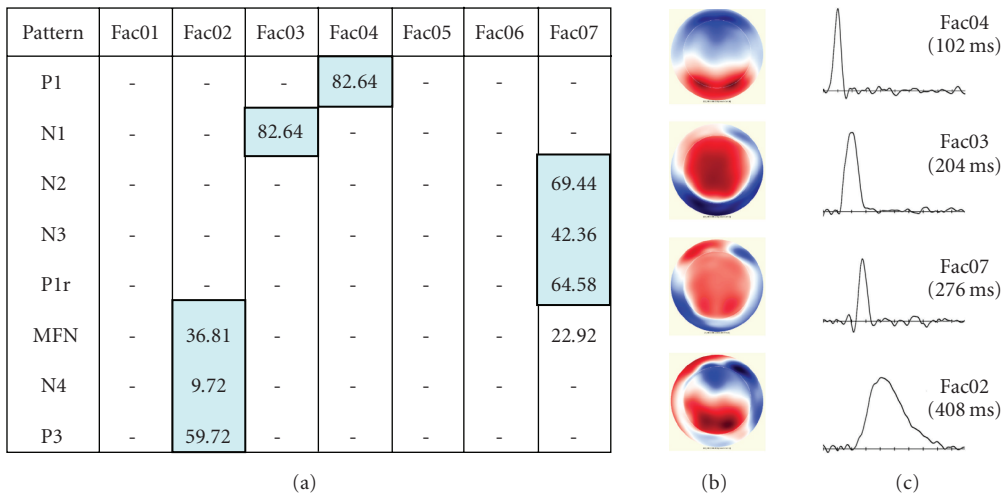 Pattern Fac01 Fac02 Fac03 Fac04 Fac05 Fac06 Fac07
P1 - - - 82.64 - - -
N1 - - 82.64 - - - -
N2 - - - - - - 69.44
N3 - - - - - - 42.36
P1r - - - - - - 64.58
MFN - 36.81 - - - - 22.92
N4 - 9.72 - - - - -
P3 - 59.72 - - - - -
(a)
(b)
Fac04
(102 ms)
Fac03
(204 ms)
Fac07
(276 ms)
Fac02
(408 ms)
(c)